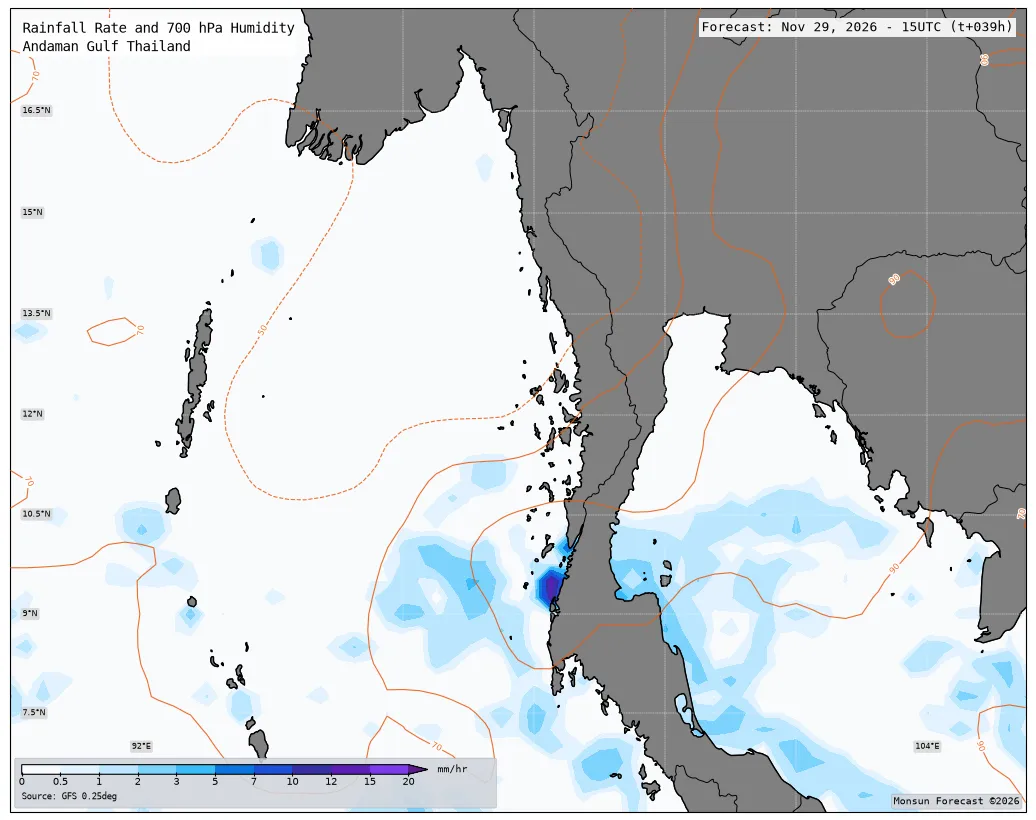 Rainfall Rate and 700 hPa Humidity
Andaman Gulf Thailand
Forecast: Nov 29, 2026 - 15UTC (t+039h)
70
90
16.5°N
15°N
90
13.5°N
70
50
12°N
70
10.5°N
70
90
9°N
7.5°N
92°E
70
104°E
90
mm/hr
0 0.5 1 2 3 5 7 10 12 15 20
Source: GFS 0.25deg
Monsun Forecast ©2026